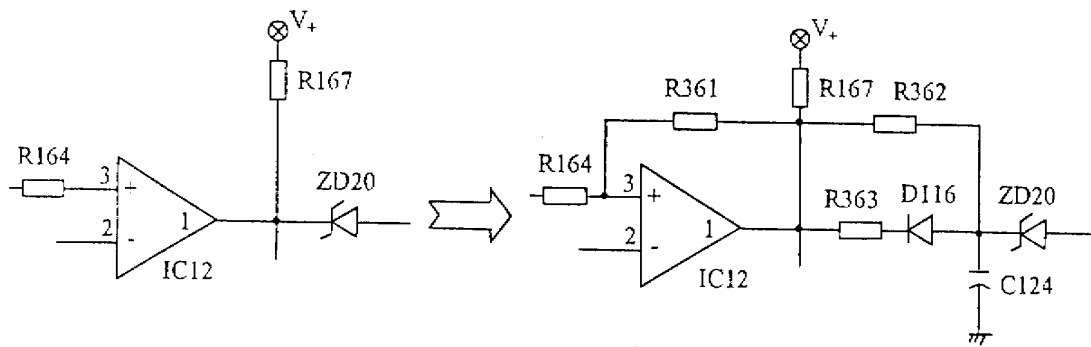 V+
R167
R164
3
+
2
-
1
IC12
ZD20
V+
R361
R167
R362
R164
3
+
2
-
1
IC12
R363
D116
ZD20
C124